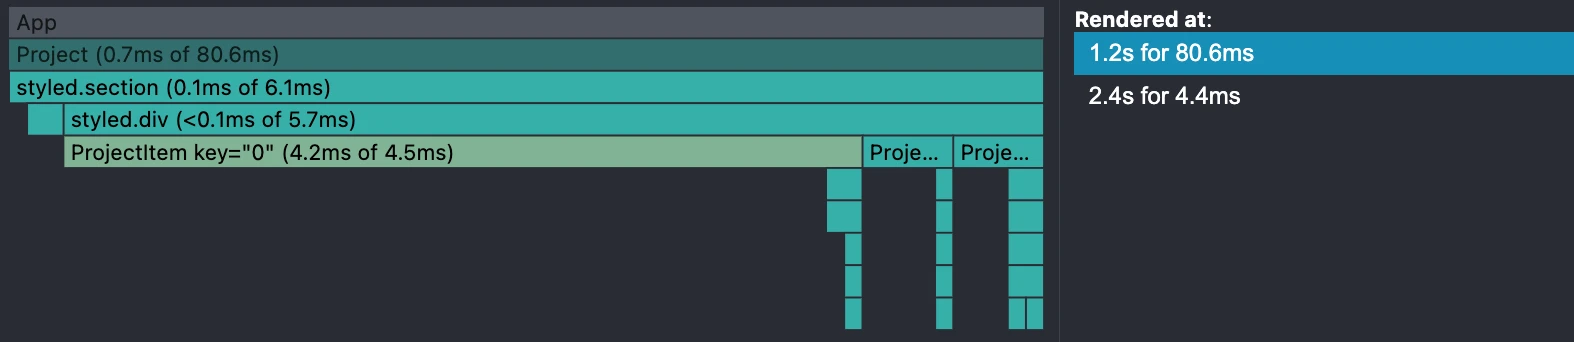 App
Project (0.7ms of 80.6ms)
styled.section (0.1ms of 6.1ms)
styled.div (<0.1ms of 5.7ms)
ProjectItem key="0" (4.2ms of 4.5ms) Proje... Proje...
Rendered at:
1.2s for 80.6ms
2.4s for 4.4ms